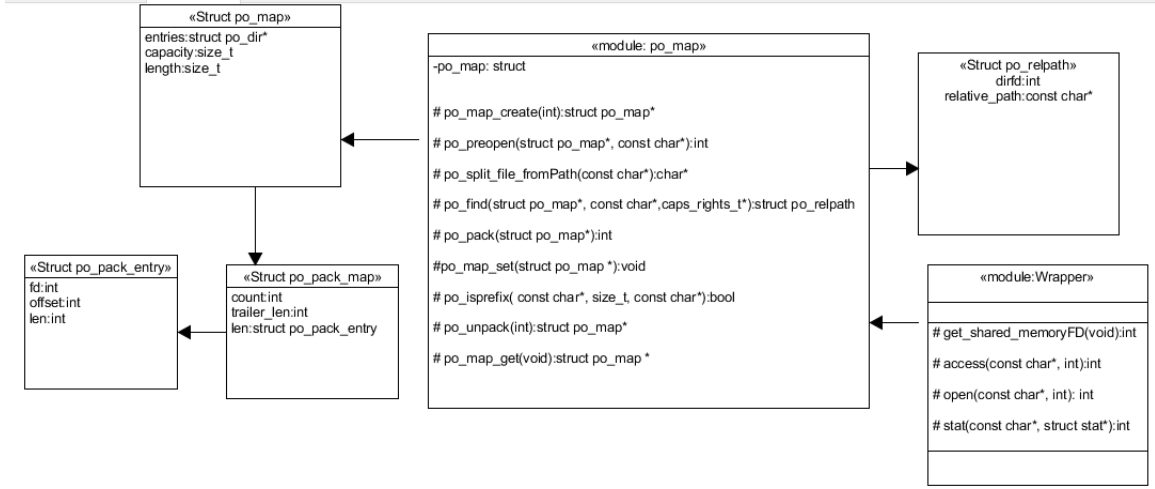 «Struct po_map»
entries:struct po_dir*
capacity:size_t
length:size_t
«module: po_map»
-po_map: struct
# po_map_create(int):struct po_map*
# po_preopen(struct po_map*, const char*):int
# po_split_file_fromPath(const char*):char*
# po_find(struct po_map*, const char*,caps_rights_t*):struct po_relpath
# po_pack(struct po_map*):int
#po_map_set(struct po_map *):void
# po_isprefix( const char*, size_t, const char*):bool
# po_unpack(int):struct po_map*
# po_map_get(void):struct po_map *
«Struct po_relpath»
dirfd:int
relative_path:const char*
«Struct po_pack_entry»
fd:int
offset:int
len:int
«Struct po_pack_map»
count:int
trailer_len:int
len:struct po_pack_entry
«module:Wrapper»
# get_shared_memoryFD(void):int
# access(const char*, int):int
# open(const char*, int): int
# stat(const char*, struct stat*):int